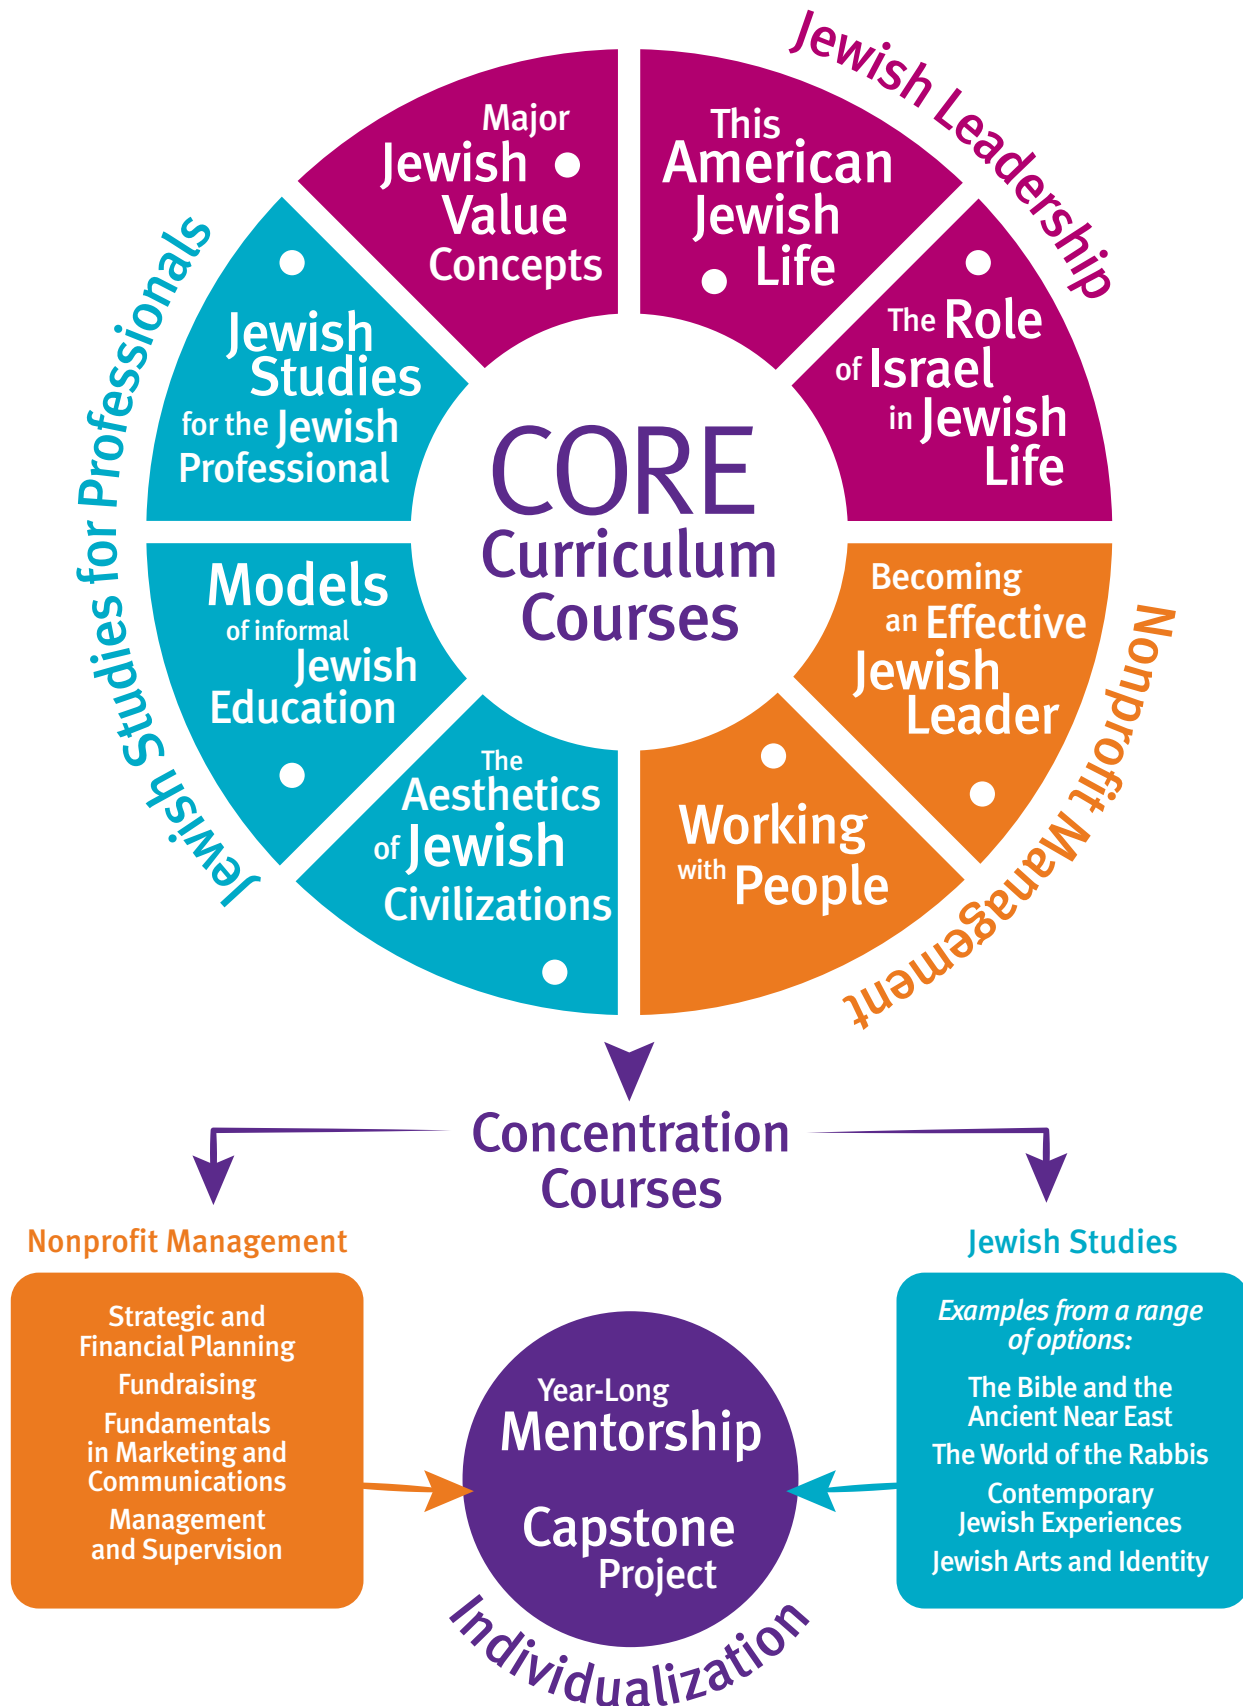 Jewish Leadership
Major
Jewish
Value
Concepts
This
American
Jewish
Life
The Role
of Israel
in Jewish
Life
Jewish Studies for Professionals
Jewish
Studies
for the Jewish
Professional
CORE
Curriculum
Courses
Models
of informal
Jewish
Education
Becoming
an Effective
Jewish
Leader
Nonprofit Management
The
Aesthetics
of Jewish
Civilizations
Working
with People
Concentration
Courses
Nonprofit Management
Strategic and
Financial Planning
Fundraising
Fundamentals
in Marketing and
Communications
Management
and Supervision
Year-Long
Mentorship
Capstone
Project
Individualization
Jewish Studies
Examples from a range
of options:
The Bible and the
Ancient Near East
The World of the Rabbis
Contemporary
Jewish Experiences
Jewish Arts and Identity